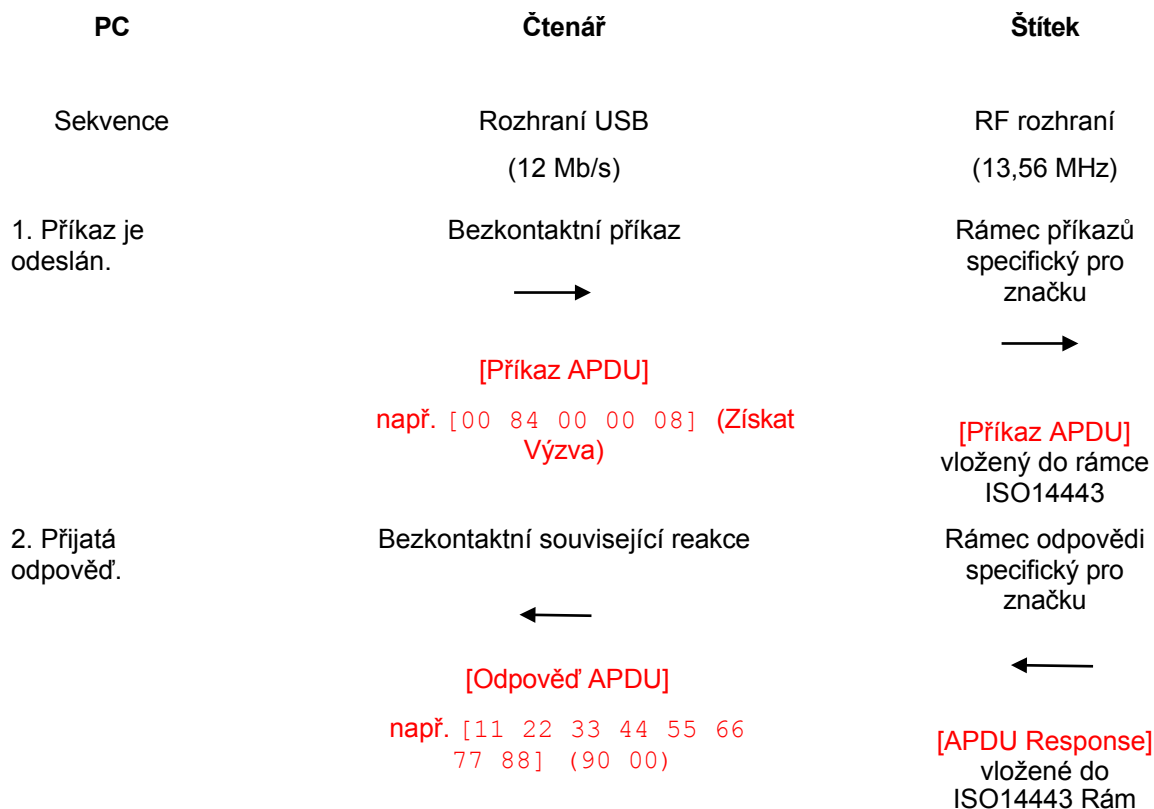 PC
Čtenář
Štítek
Sekvence
Rozhraní USB
(12 Mb/s)
RF rozhraní
(13,56 MHz)
1. Příkaz je
odeslán.
Bezkontaktní příkaz
Rámec příkazů
specifický pro
značku
[Příkaz APDU]
např. [00 84 00 00 08] (Získat
Výzva)
[Příkaz APDU]
vložený do rámce
ISO14443
2. Přijatá
odpověď.
Bezkontaktní související reakce
Rámec odpovědi
specifický pro
značku
[Odpověď APDU]
např. [11 22 33 44 55 66
77 88] (90 00)
[APDU Response]
vložené do
ISO14443 Rám